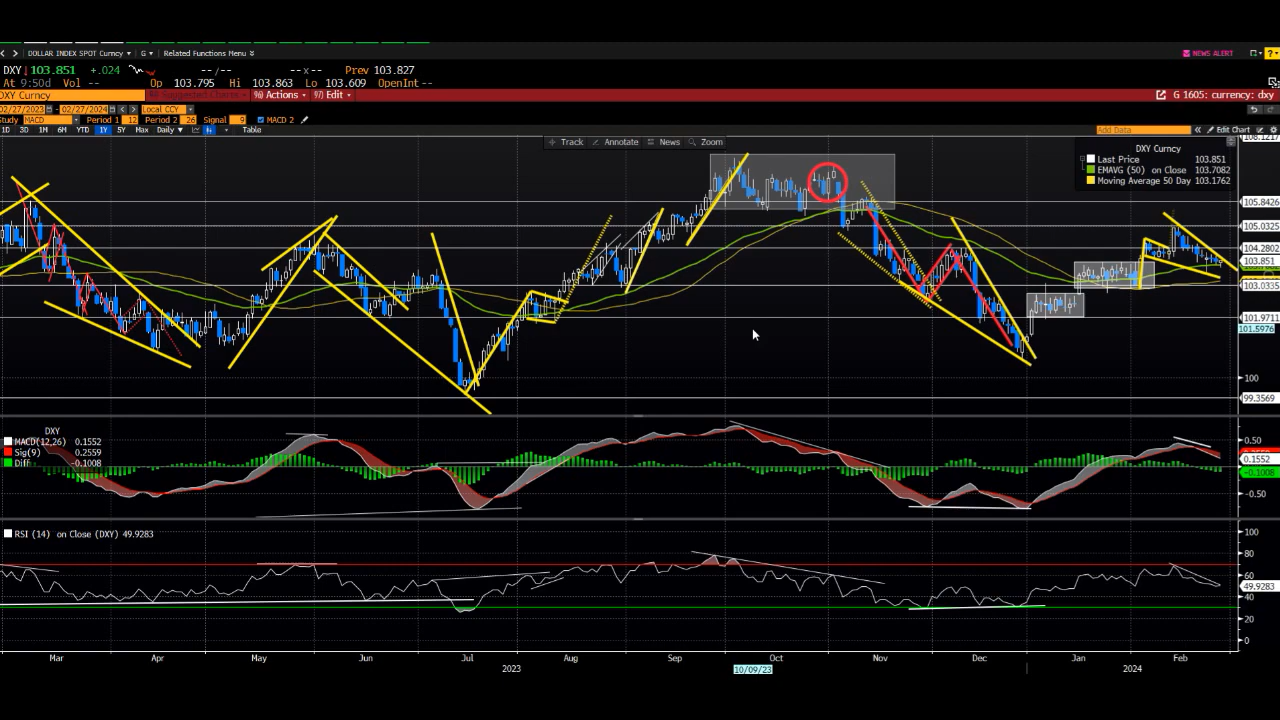 DOLLAR INDEX SPOT Curncy G Related Functions Menu NEWS ALERT ?
DXY 103.851 +.024 --/-- --x-- Prev 103.827
At 9:50d Vol -- Op 103.795 Hi 103.863 Lo 103.609 OpenInt --
DXY Curncy 96) Actions 97) Edit G 1605: currency: dxy
02/27/2023 - 02/27/2024 Local CCY
Study MACD Period 1 12 Period 2 26 Signal 9 MACD 2
1D 3D 1M 6M YTD 1Y 5Y Max Daily Table Add Data Edit Chart
Track Annotate News Zoom
DXY Curncy
Last Price 103.851
EMAVG (50) on Close 103.7082
Moving Average 50 Day 103.1762
105.8426
105.0325
104.2802
103.851
103.0335
101.9711
101.5976
100
99.3569
DXY
MACD(12,26) 0.1552
Sig(9) 0.2559
Diff -0.1008
0.50
0.1552
-0.1008
-0.50
RSI (14) on Close (DXY) 49.9283
100
80
60
49.9283
40
20
0
Mar Apr May Jun Jul Aug Sep Oct Nov Dec Jan Feb
2023 10/09/23 2024